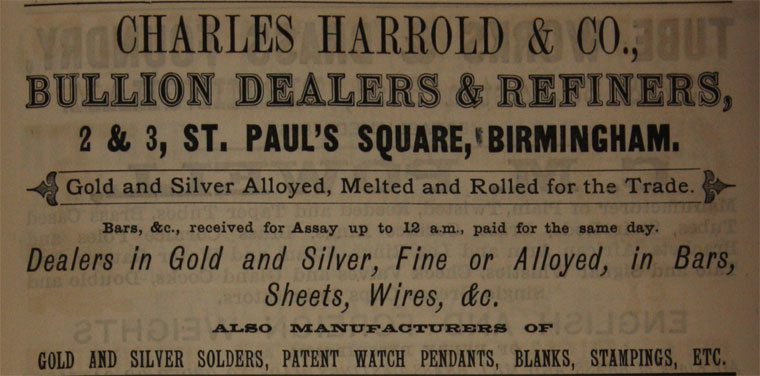 CHARLES HARROLD & CO.,
BULLION DEALERS & REFINERS,
2 & 3, ST. PAUL'S SQUARE, BIRMINGHAM.
Gold and Silver Alloyed, Melted and Rolled for the Trade.
Bars, &c., received for Assay up to 12 a.m., paid for the same day.
Dealers in Gold and Silver, Fine or Alloyed, in Bars,
Sheets, Wires, &c.
ALSO MANUFACTURERS OF
GOLD AND SILVER SOLDERS, PATENT WATCH PENDANTS, BLANKS, STAMPINGS, ETC.